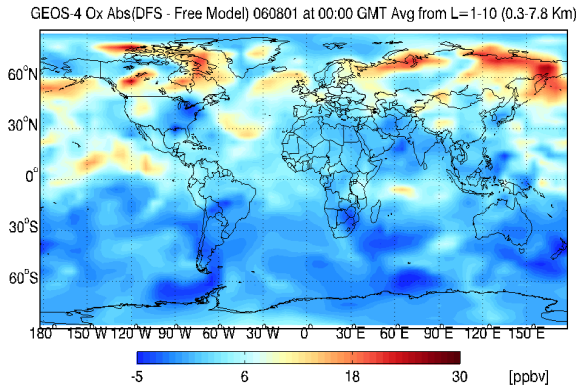 GEOS-4 Ox Abs(DFS - Free Model) 060801 at 00:00 GMT Avg from L=1-10 (0.3-7.8 Km)
60°N
30°N
0°
30°S
60°S
180°W 150°W 120°W 90°W 60°W 30°W 0° 30°E 60°E 90°E 120°E 150°E
-5 6 18 30 [ppbv]